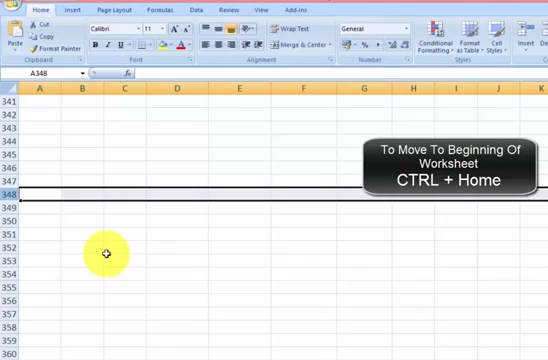 Home Insert Page Layout Formulas Data Review View Add-Ins
Paste
Cut
Copy
Format Painter
Calibri 11 A A
B I U A
Wrap Text
Merge & Center
General
$ % ,
Conditional Formatting
Format as Table
Cell Styles
Insert
De
Clipboard Font Alignment Number Styles
A348 fx
A B C D E F G H I J K
341
342
343
344
345
346
347
348
349
350
351
352
353
354
355
356
357
358
359
360
To Move To Beginning Of
Worksheet
CTRL + Home